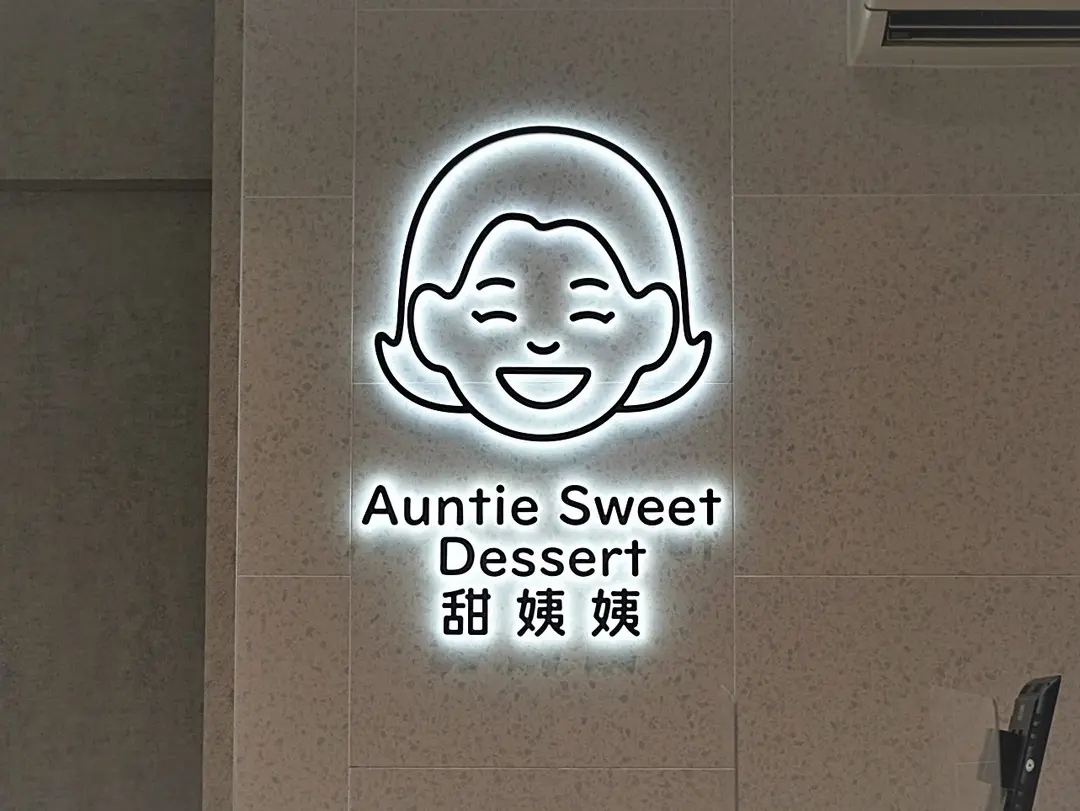 Auntie Sweet
Dessert
甜姨姨